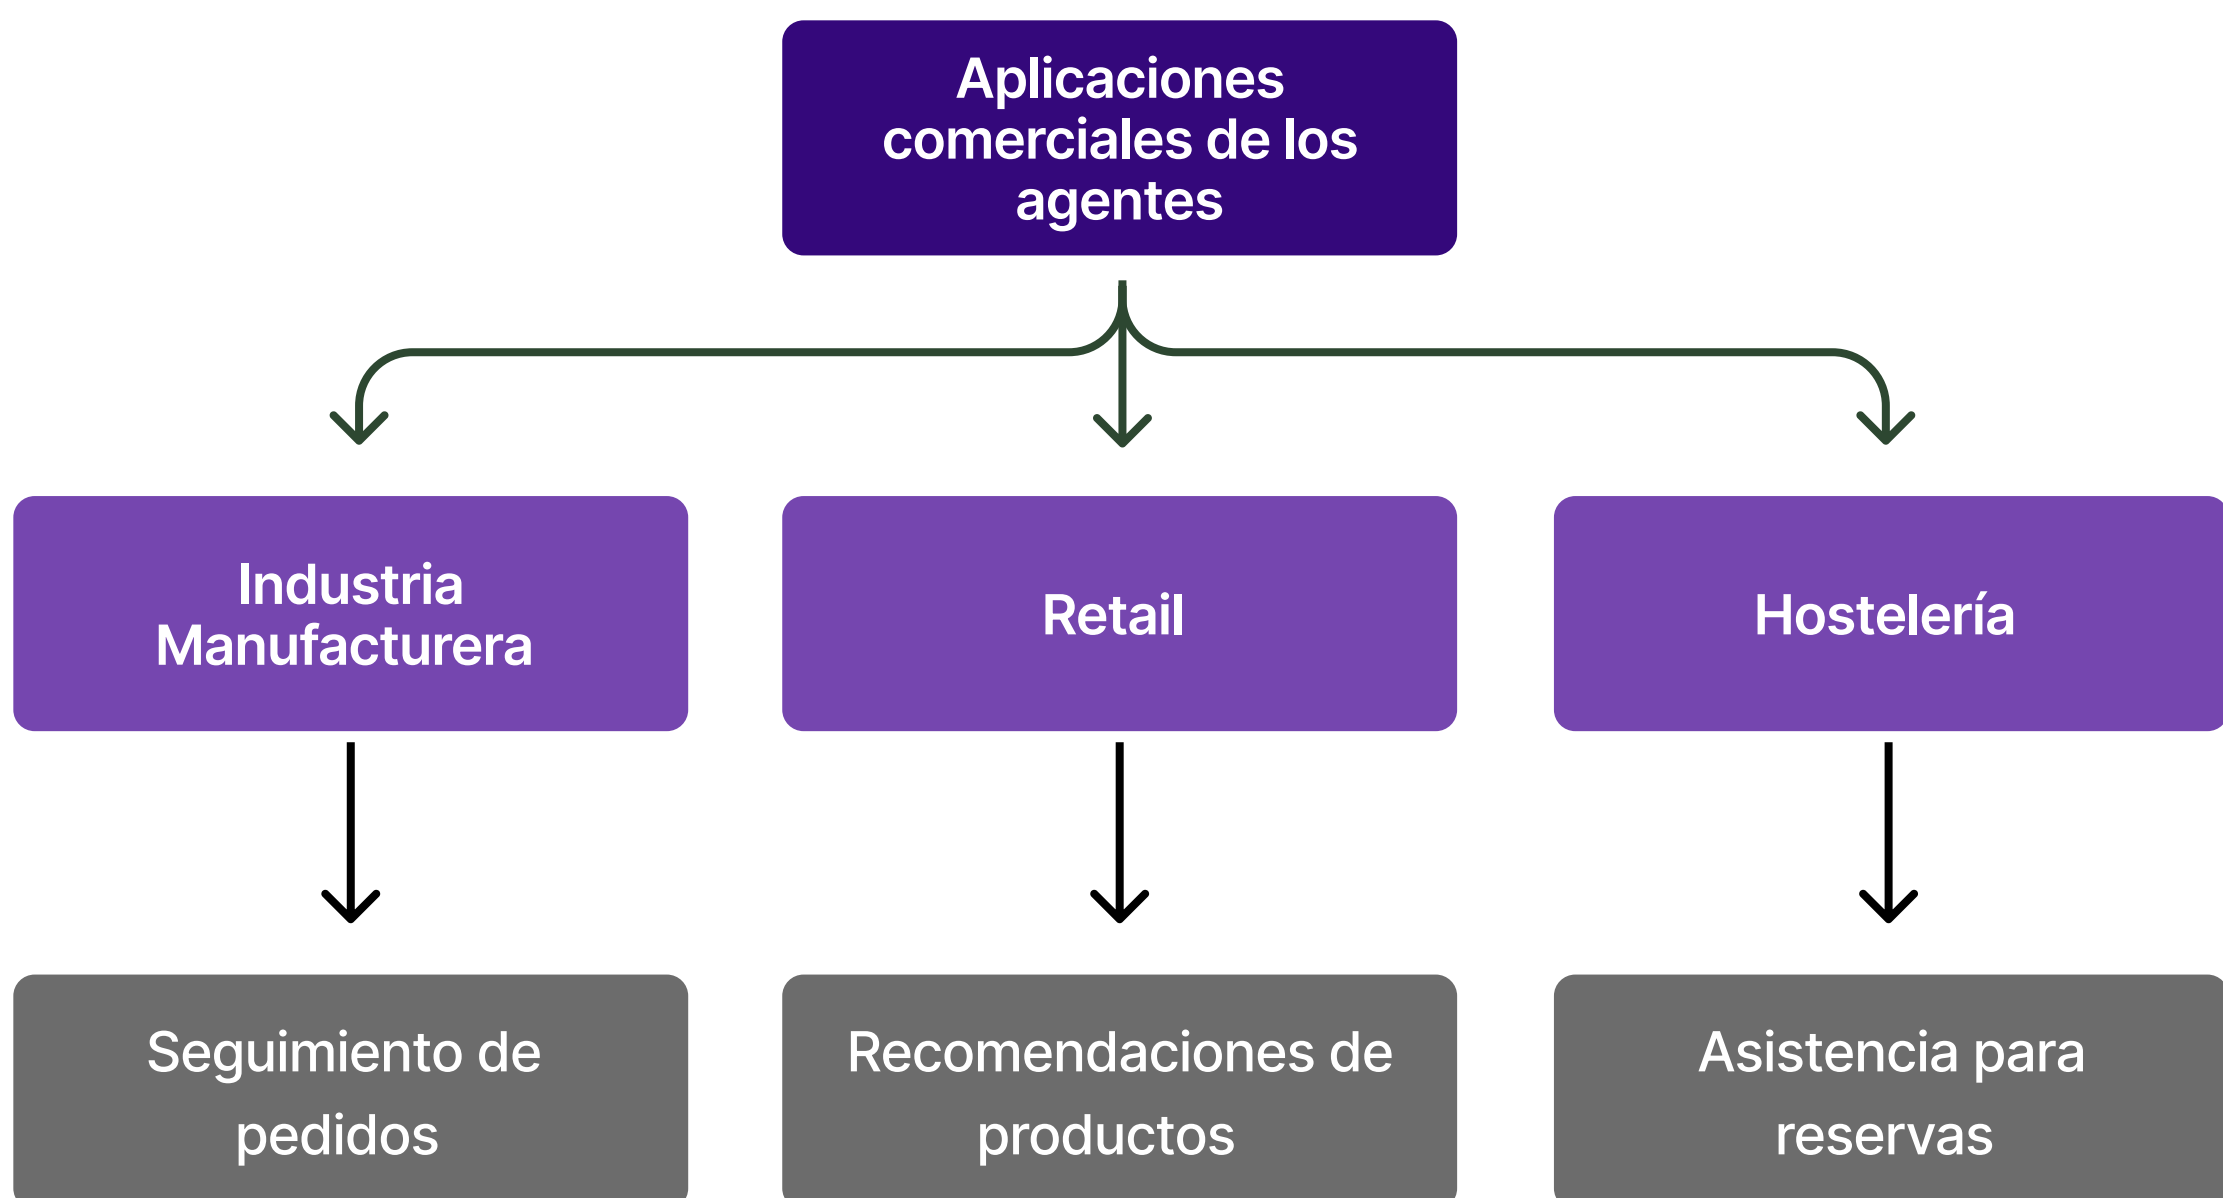 Aplicaciones
comerciales de los
agentes
Industria
Manufacturera
Retail
Hostelería
Seguimiento de
pedidos
Recomendaciones de
productos
Asistencia para
reservas